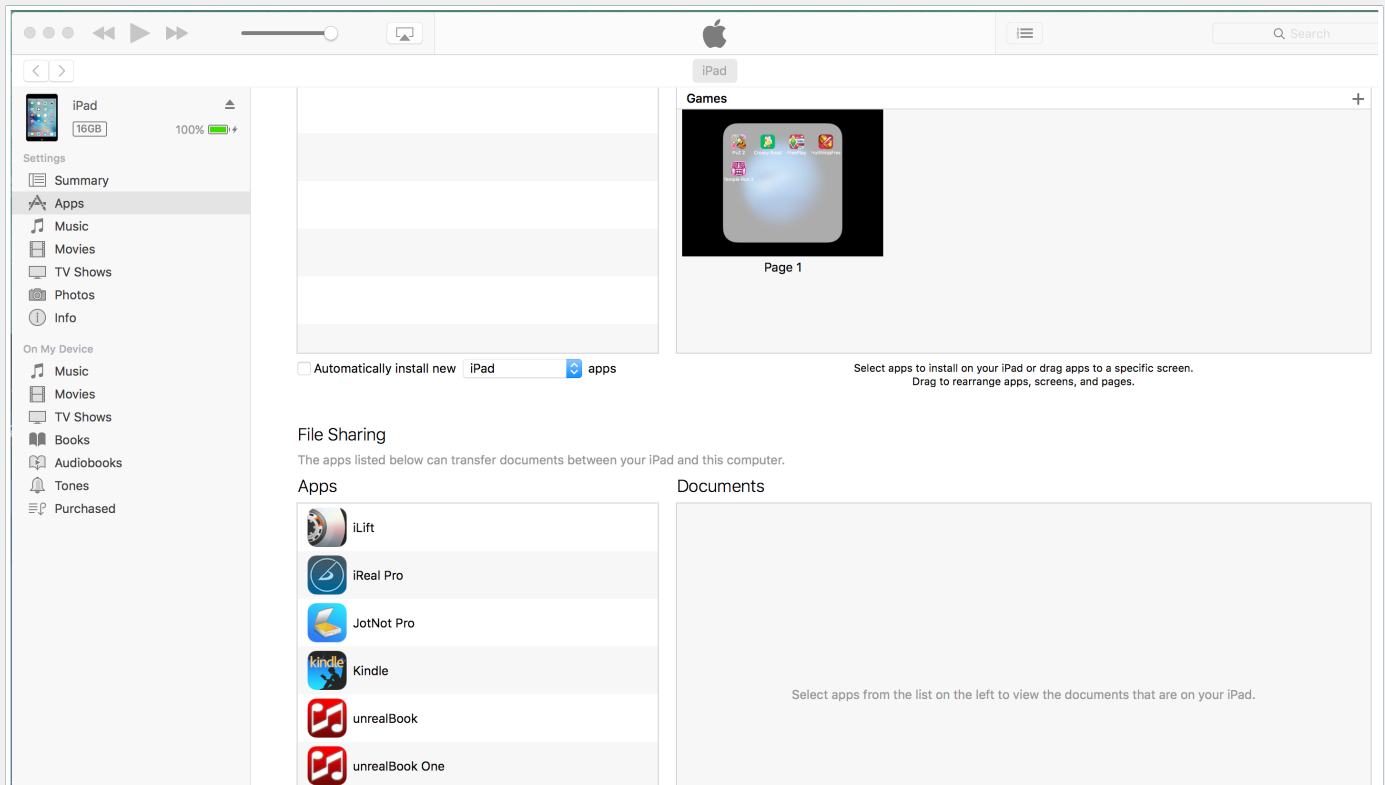 Search
iPad
iPad
16GB
100%
Settings
Summary
Apps
Music
Movies
TV Shows
Photos
Info
On My Device
Music
Movies
TV Shows
Books
Audiobooks
Tones
Purchased
Games
PvZ 2
Page 1
Automatically install new
iPad
apps
Select apps to install on your iPad or drag apps to a specific screen.
Drag to rearrange apps, screens, and pages.
File Sharing
The apps listed below can transfer documents between your iPad and this computer.
Apps
Documents
iLift
iReal Pro
JotNot Pro
kindle
Kindle
unrealBook
unrealBook One
Select apps from the list on the left to view the documents that are on your iPad.